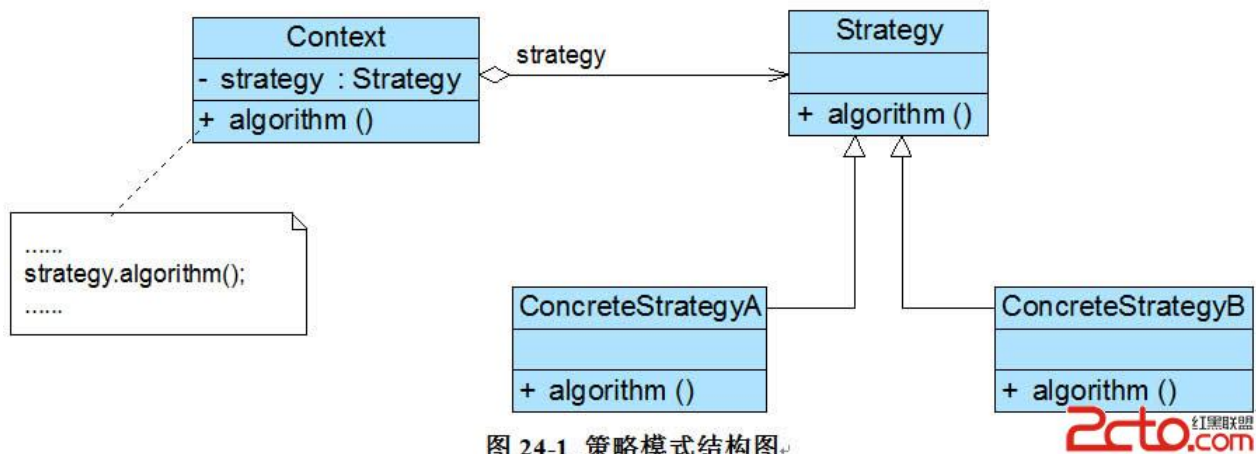 Context
- strategy : Strategy
+ algorithm ()
strategy
Strategy
+ algorithm ()
......
strategy.algorithm();
......
ConcreteStrategyA
+ algorithm ()
ConcreteStrategyB
+ algorithm ()
图 24-1 策略模式结构图
2cto.com
红黑联盟